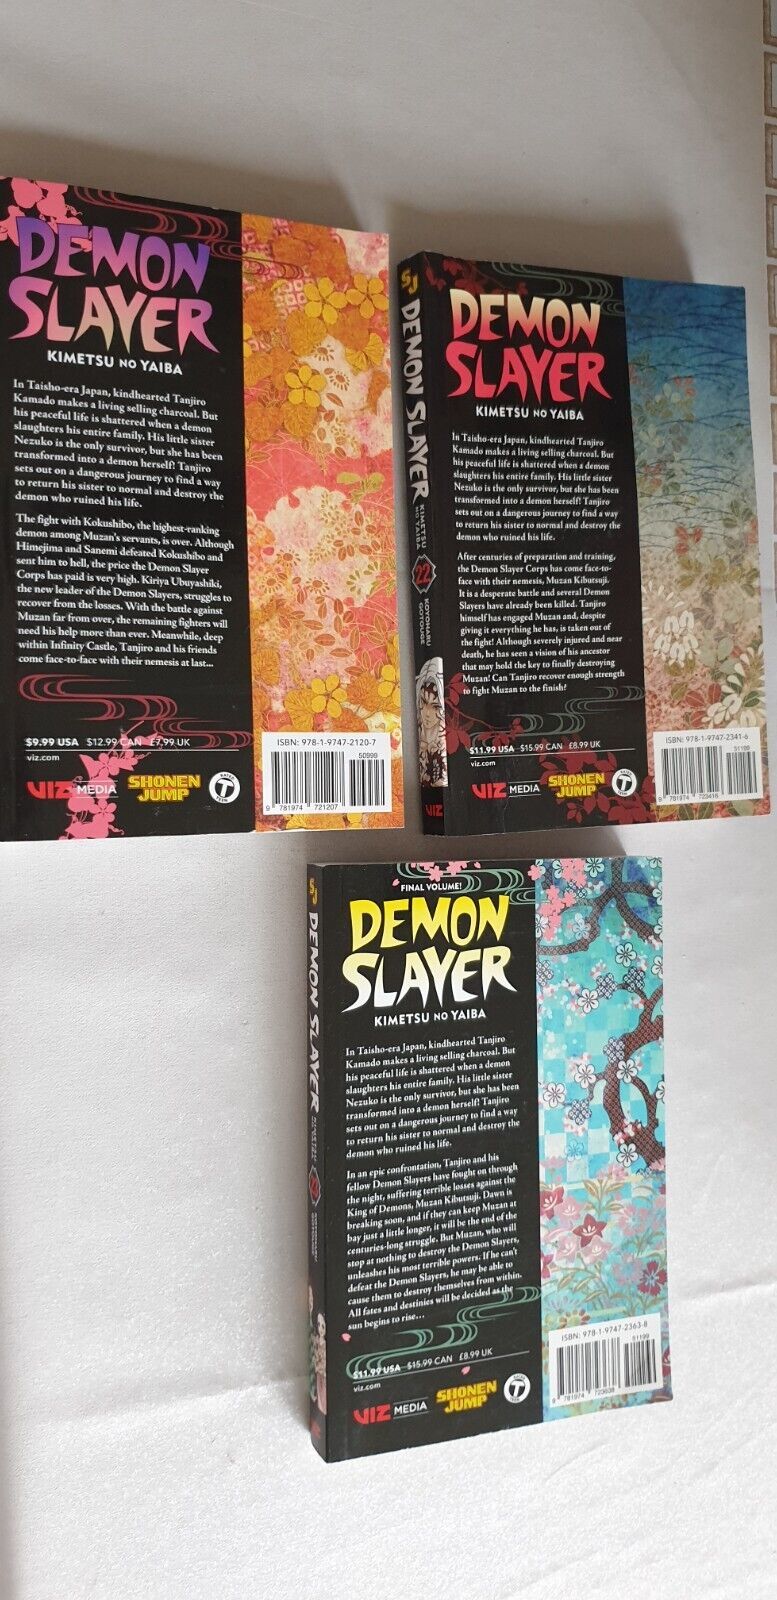 DEMON
SLAYER
KIMETSU NO YAIBA
In Taisho-era Japan, kindhearted Tanjiro
Kamado makes a living selling charcoal. But
his peaceful life is shattered when a demon
slaughters his entire family. His little sister
Nezuko is the only survivor, but she has been
transformed into a demon herself! Tanjiro
sets out on a dangerous journey to find a way
to return his sister to normal and destroy the
demon who ruined his life.
The fight with Kokushibo, the highest-ranking
demon among Muzan's servants, is over. Although
Himejima and Sanemi defeated Kokushibo and
sent him to hell, the price the Demon Slayer
Corps has paid is very high. Kiriya Ubuyashiki,
the new leader of the Demon Slayers, struggles to
recover from the losses. With the battle against
Muzan far from over, the remaining fighters will
need his help more than ever. Meanwhile, deep
within Infinity Castle, Tanjiro and his friends
come face-to-face with their nemesis at last...
$9.99 USA $12.99 CAN £7.99 UK
viz.com
VIZ MEDIA
SHONEN
JUMP
RATED
T
TEEN
ISBN: 978-1-9747-2120-7
50999
9 781974 721207
SJ
DEMON SLAYER
KIMETSU
NO YAIBA
22
KOYOHARU
GOTOUGE
VIZ
DEMON
SLAYER
KIMETSU NO YAIBA
In Taisho-era Japan, kindhearted Tanjiro
Kamado makes a living selling charcoal. But
his peaceful life is shattered when a demon
slaughters his entire family. His little sister
Nezuko is the only survivor, but she has been
transformed into a demon herself! Tanjiro
sets out on a dangerous journey to find a way
to return his sister to normal and destroy the
demon who ruined his life.
After centuries of preparation and training,
the Demon Slayer Corps has come face-to-
face with their nemesis, Muzan Kibutsuji.
It is a desperate battle and several Demon
Slayers have already been killed. Tanjiro
himself has engaged Muzan and, despite
giving it everything he has, is taken out of
the fight! Although severely injured and near
death, he has seen a vision of his ancestor
that may hold the key to finally destroying
Muzan! Can Tanjiro recover enough strength
to fight Muzan to the finish?
$11.99 USA $15.99 CAN £8.99 UK
viz.com
VIZ MEDIA
SHONEN
JUMP
RATED
T
TEEN
ISBN: 978-1-9747-2341-6
51199
9 781974 723416
SJ
DEMON SLAYER
FINAL VOLUME!
DEMON
SLAYER
KIMETSU NO YAIBA
In Taisho-era Japan, kindhearted Tanjiro
Kamado makes a living selling charcoal. But
his peaceful life is shattered when a demon
slaughters his entire family. His little sister
Nezuko is the only survivor, but she has been
transformed into a demon herself! Tanjiro
sets out on a dangerous journey to find a way
to return his sister to normal and destroy the
demon who ruined his life.
In an epic confrontation, Tanjiro and his
fellow Demon Slayers have fought on through
the night, suffering terrible losses against the
King of Demons, Muzan Kibutsuji. Dawn is
breaking soon, and if they can keep Muzan at
bay just a little longer, it will be the end of the
centuries-long struggle. But Muzan, who will
stop at nothing to destroy the Demon Slayers,
unleashes his most terrible powers. If he can't
defeat the Demon Slayers, he may be able to
cause them to destroy themselves from within.
All fates and destinies will be decided as the
sun begins to rise...
$11.99 USA $15.99 CAN £8.99 UK
viz.com
VIZ MEDIA
SHONEN
JUMP
RATED
T
TEEN
ISBN: 978-1-9747-2363-8
51199
9 781974 723638